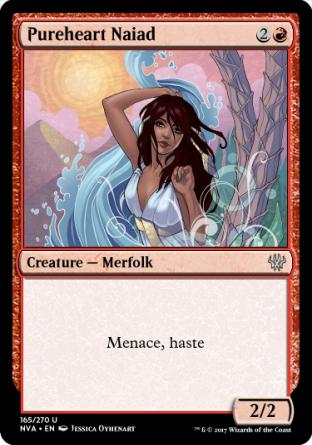 Pureheart Naiad 2
Creature — Merfolk
Menace, haste
2/2
165/270 U
NVA • EN Jessica Oyhenart
™ & © 2017 Wizards of the Coast